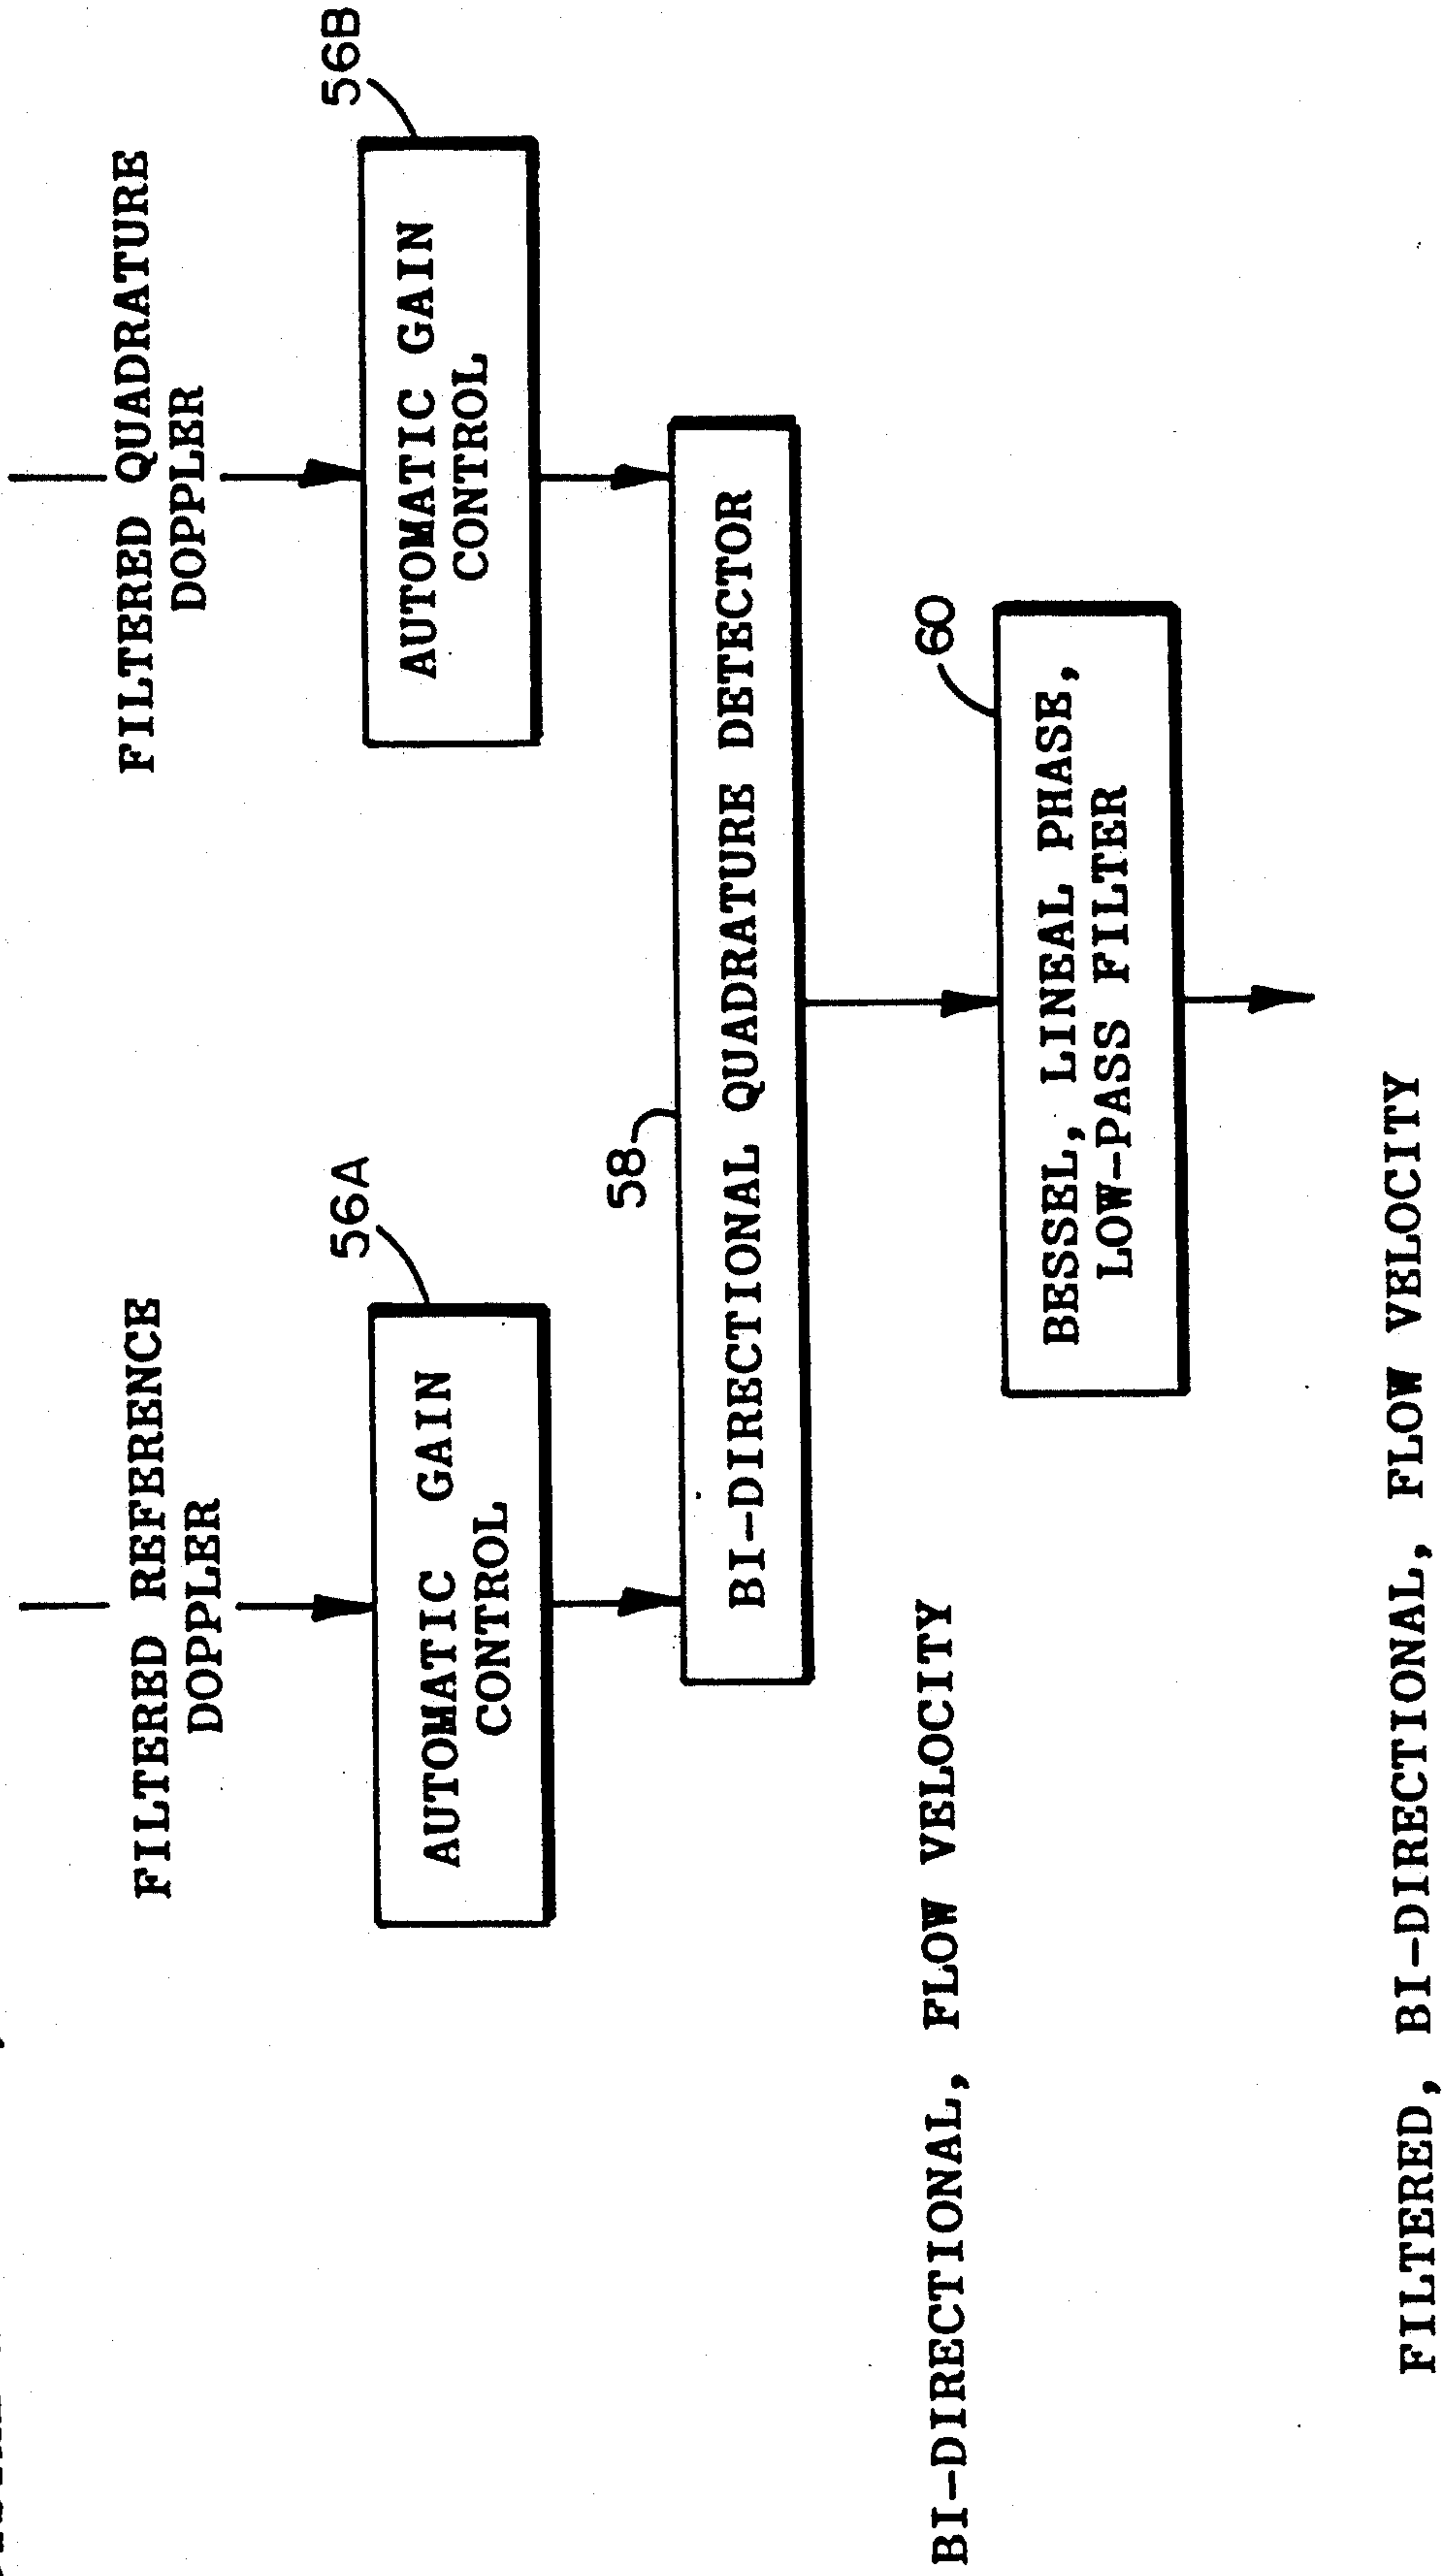 FILTERED REFERENCE
DOPPLER
FILTERED QUADRATURE
DOPPLER
56A
56B
AUTOMATIC GAIN
CONTROL
AUTOMATIC GAIN
CONTROL
58
BI-DIRECTIONAL QUADRATURE DETECTOR
BI-DIRECTIONAL, FLOW VELOCITY
60
BESSEL, LINEAL PHASE,
LOW-PASS FILTER
FILTERED, BI-DIRECTIONAL, FLOW VELOCITY